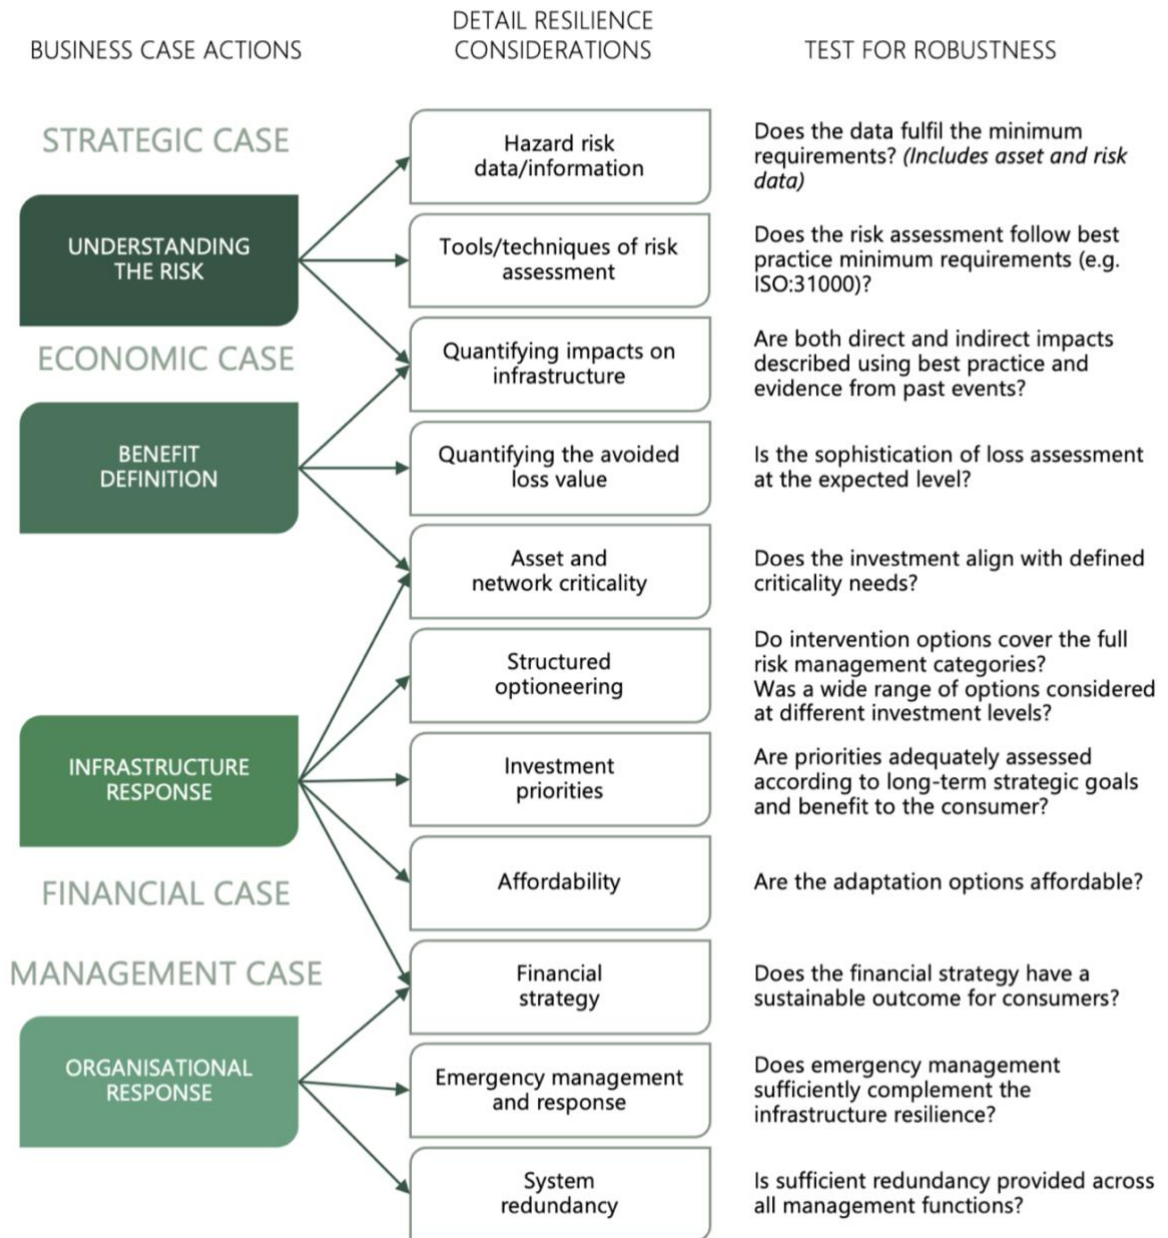 BUSINESS CASE ACTIONS
DETAIL RESILIENCE
CONSIDERATIONS
TEST FOR ROBUSTNESS
STRATEGIC CASE
UNDERSTANDING
THE RISK
ECONOMIC CASE
BENEFIT
DEFINITION
INFRASTRUCTURE
RESPONSE
FINANCIAL CASE
MANAGEMENT CASE
ORGANISATIONAL
RESPONSE
Hazard risk
data/information
Does the data fulfil the minimum
requirements? (Includes asset and risk
data)
Tools/techniques of risk
assessment
Does the risk assessment follow best
practice minimum requirements (e.g.
ISO:31000)?
Quantifying impacts on
infrastructure
Are both direct and indirect impacts
described using best practice and
evidence from past events?
Quantifying the avoided
loss value
Is the sophistication of loss assessment
at the expected level?
Asset and
network criticality
Does the investment align with defined
criticality needs?
Structured
optioneering
Do intervention options cover the full
risk management categories?
Was a wide range of options considered
at different investment levels?
Investment
priorities
Are priorities adequately assessed
according to long-term strategic goals
and benefit to the consumer?
Affordability
Are the adaptation options affordable?
Financial
strategy
Does the financial strategy have a
sustainable outcome for consumers?
Emergency management
and response
Does emergency management
sufficiently complement the
infrastructure resilience?
System
redundancy
Is sufficient redundancy provided across
all management functions?